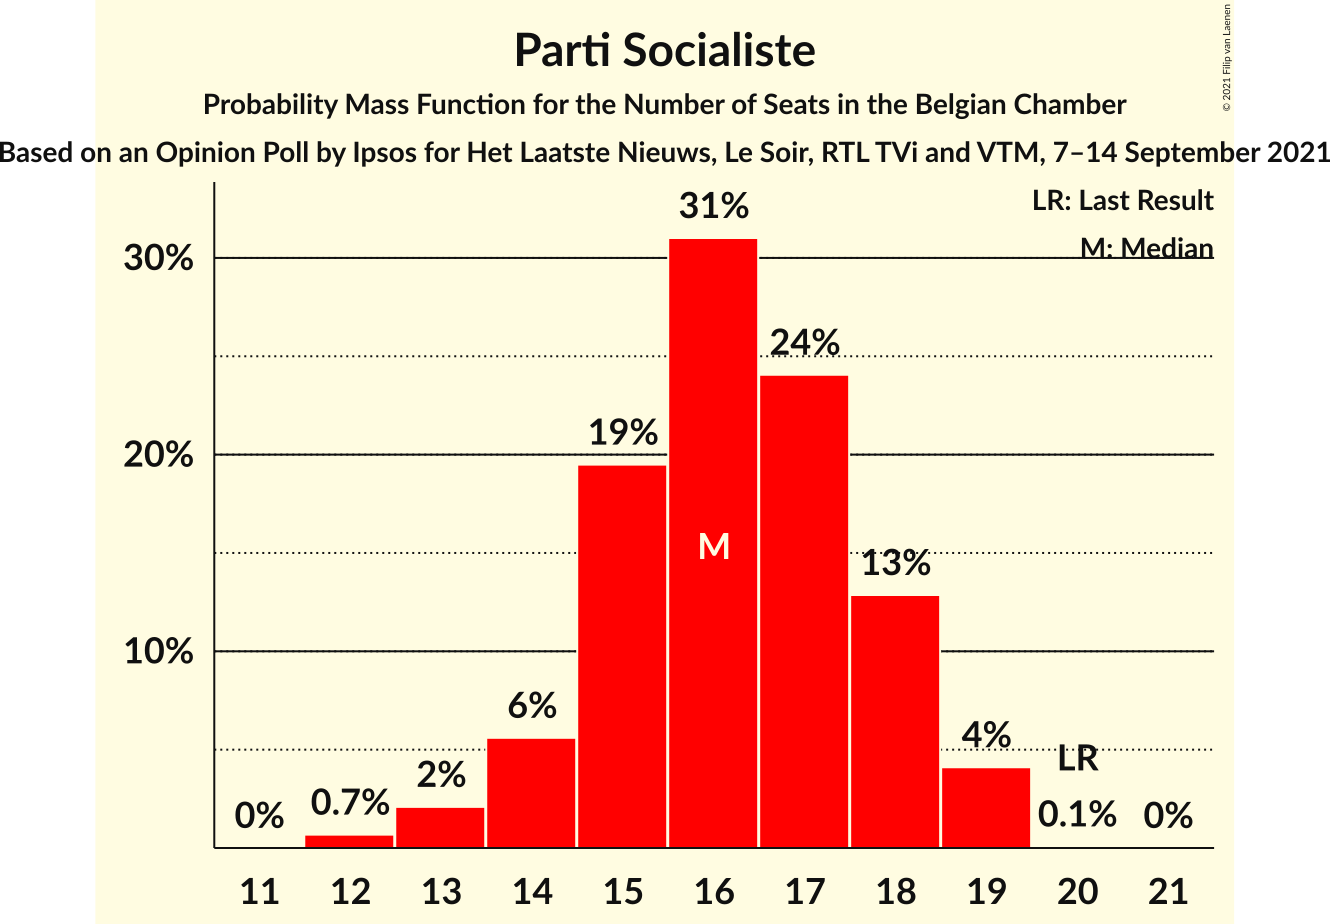 Parti Socialiste
Probability Mass Function for the Number of Seats in the Belgian Chamber
Based on an Opinion Poll by Ipsos for Het Laatste Nieuws, Le Soir, RTL TVi and VTM, 7–14 September 2021
© 2021 Filip van Laenen
LR: Last Result
M: Median
30%
20%
10%
0%
0.7%
2%
6%
19%
31%
24%
13%
4%
0.1%
0%
M
LR
11 12 13 14 15 16 17 18 19 20 21